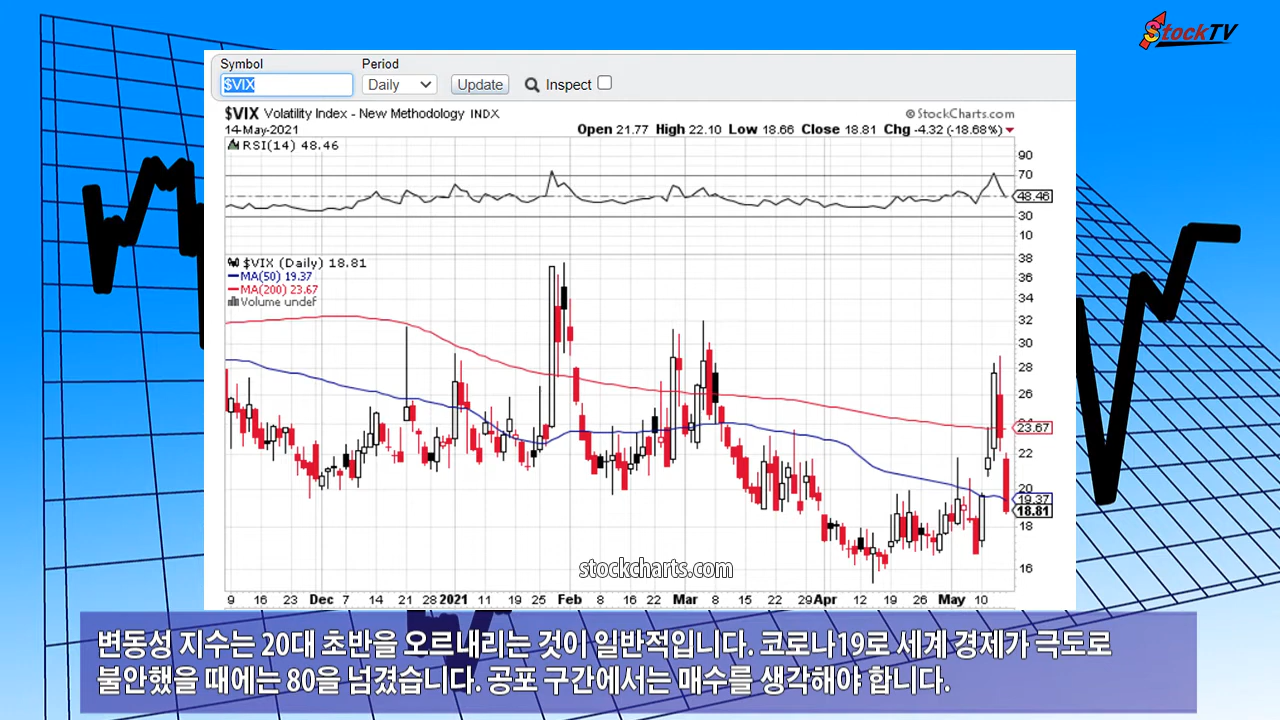 StockTV
Symbol Period
$VIX Daily Update Inspect
$VIX Volatility Index - New Methodology INDX © StockCharts.com
14-May-2021 Open 21.77 High 22.10 Low 18.66 Close 18.81 Chg -4.32 (-18.68%)
RSI(14) 48.46
90
70
48.46
30
10
$VIX (Daily) 18.81
MA(50) 19.37
MA(200) 23.67
Volume undef
38
36
34
32
30
28
26
23.67
22
20
19.37
18.81
18
16
stockcharts.com
9 16 23 Dec 7 14 21 28 2021 11 19 25 Feb 8 16 22 Mar 8 15 22 29 Apr 12 19 26 May 10
변동성 지수는 20대 초반을 오르내리는 것이 일반적입니다. 코로나19로 세계 경제가 극도로
불안했을 때에는 80을 넘겼습니다. 공포 구간에서는 매수를 생각해야 합니다.